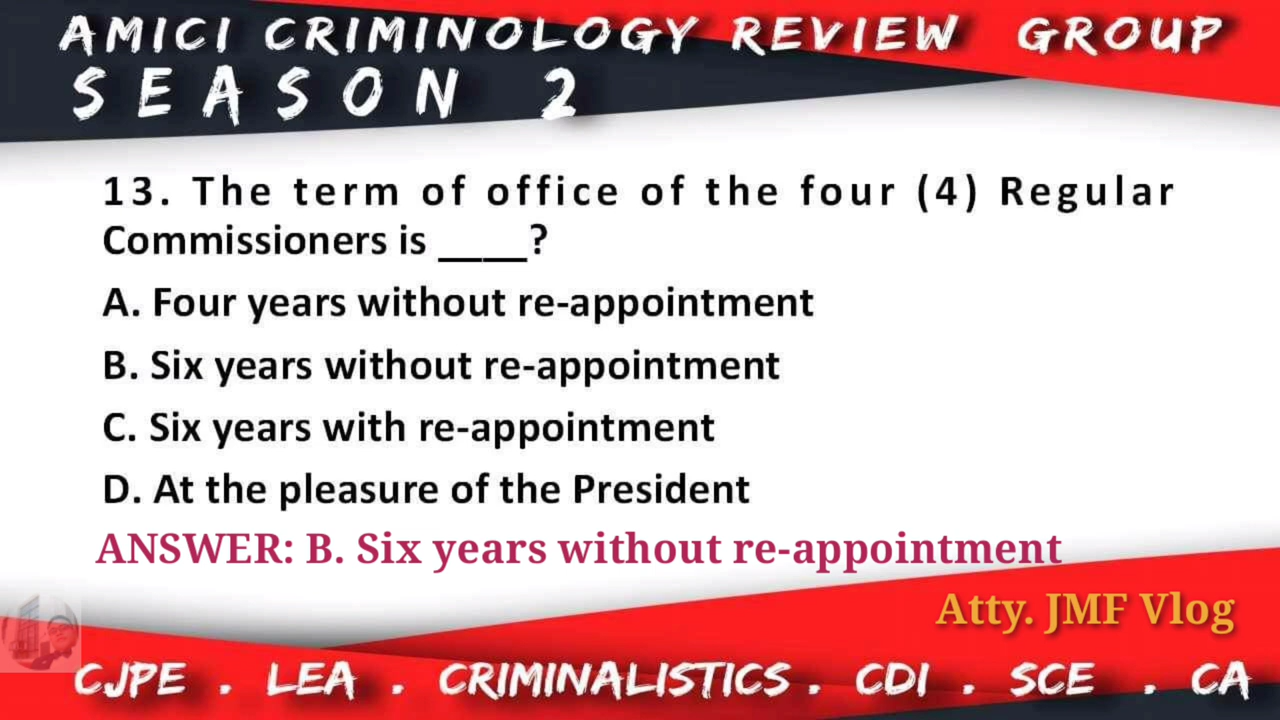 AMICI CRIMINOLOGY REVIEW GROUP
SEASON 2
13. The term of office of the four (4) Regular
Commissioners is ____?
A. Four years without re-appointment
B. Six years without re-appointment
C. Six years with re-appointment
D. At the pleasure of the President
ANSWER: B. Six years without re-appointment
Atty. JMF Vlog
CJPE . LEA . CRIMINALISTICS . CDI . SCE . CA